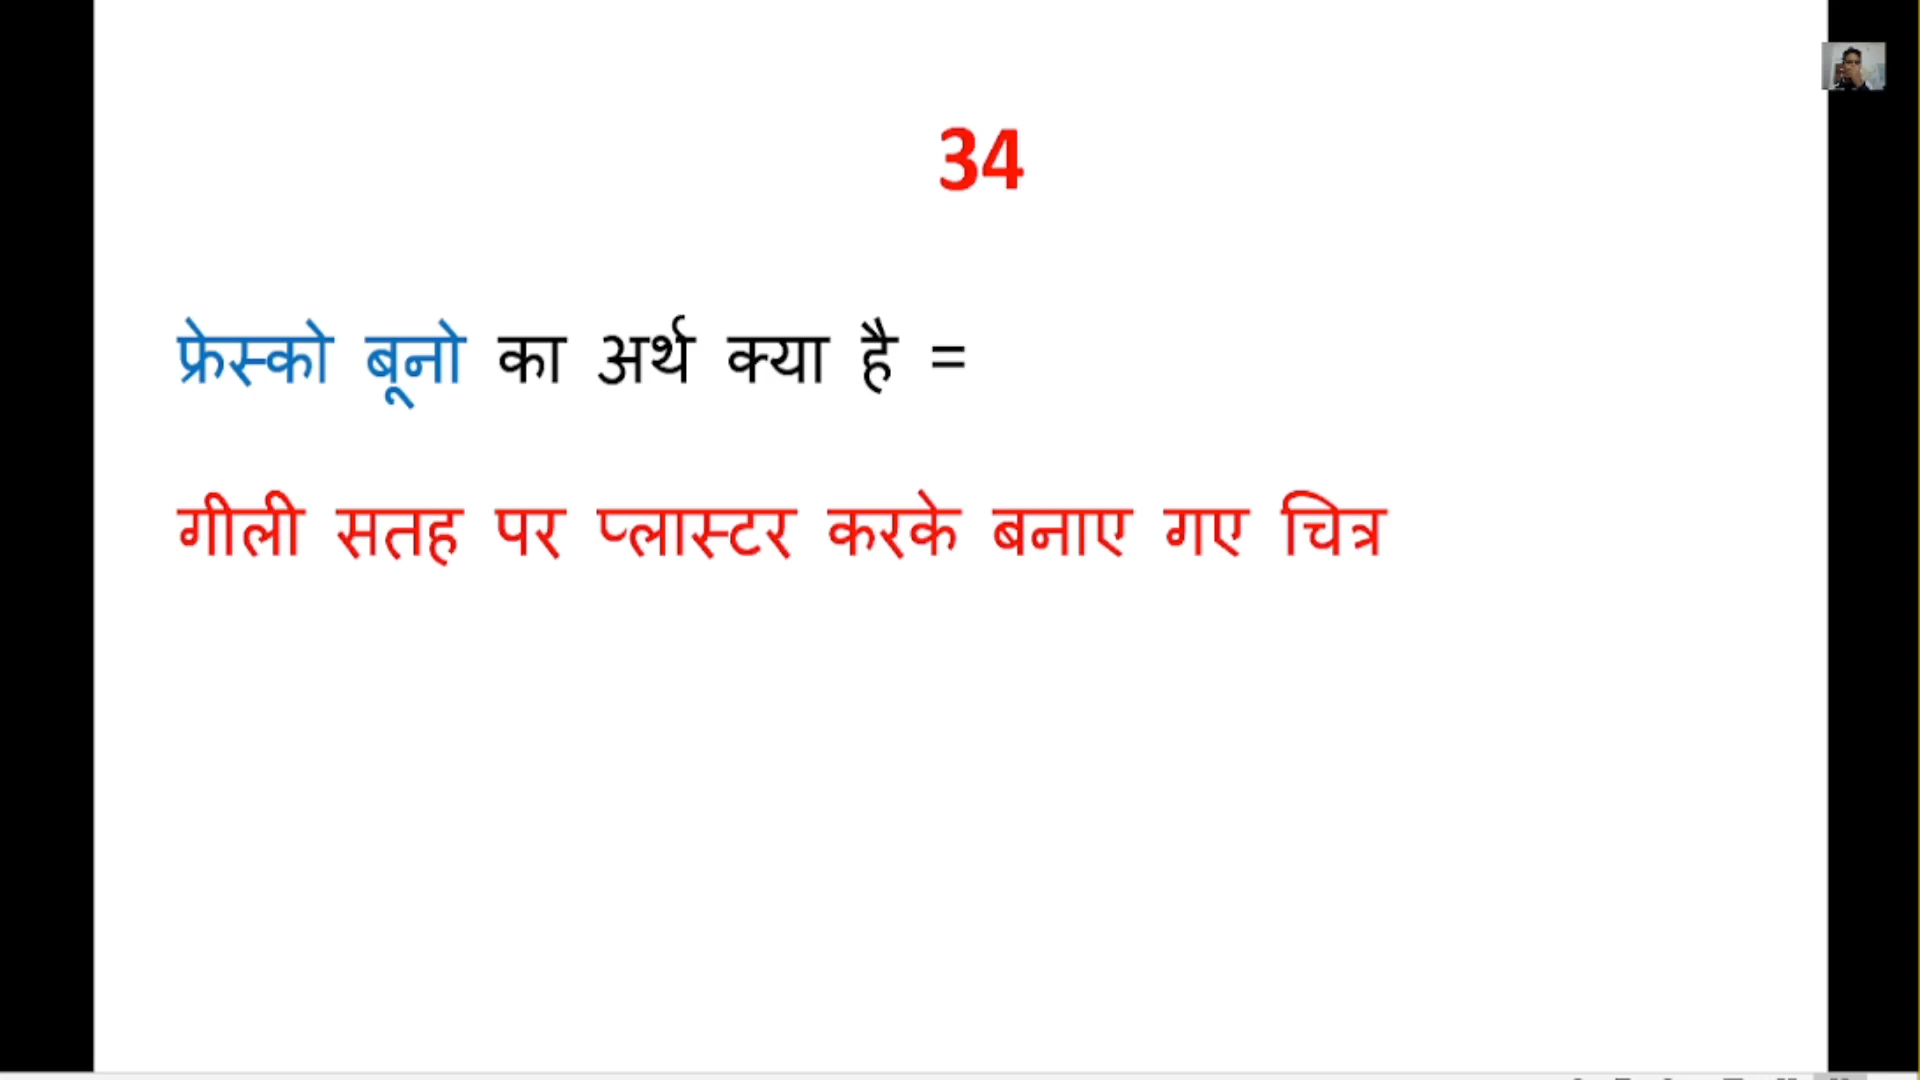 34
फ्रेस्को बूनो का अर्थ क्या है =
गीली सतह पर प्लास्टर करके बनाए गए चित्र